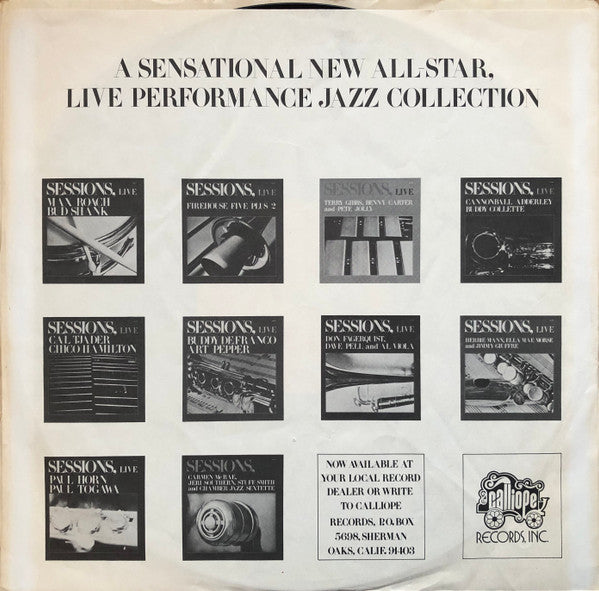 A SENSATIONAL NEW ALL-STAR,
LIVE PERFORMANCE JAZZ COLLECTION
SESSIONS, LIVE
MAX ROACH
BUD SHANK
SESSIONS, LIVE
FIREHOUSE FIVE PLUS 2
SESSIONS, LIVE
TERRY GIBBS, BENNY CARTER
and PETE JOLLY
SESSIONS, LIVE
CANNONBALL ADDERLEY
BUDDY COLLETTE
SESSIONS, LIVE
CAL TJADER
CHICO HAMILTON
SESSIONS, LIVE
BUDDY DE FRANCO
ART PEPPER
SESSIONS, LIVE
DON FAGERQUIST,
DAVE PELL and AL VIOLA
SESSIONS, LIVE
HERBIE MANN, ELLA MAE MORSE
and JIMMY GIUFFRE
SESSIONS, LIVE
PAUL HORN
PAUL TOGAWA
SESSIONS,
CARMEN McRAE,
JERI SOUTHERN, STUFF SMITH
and CHAMBER JAZZ SEXTETTE
NOW AVAILABLE AT
YOUR LOCAL RECORD
DEALER OR WRITE
TO CALLIOPE
RECORDS, P.O. BOX
5698, SHERMAN
OAKS, CALIF. 91403
calliope
RECORDS, INC.